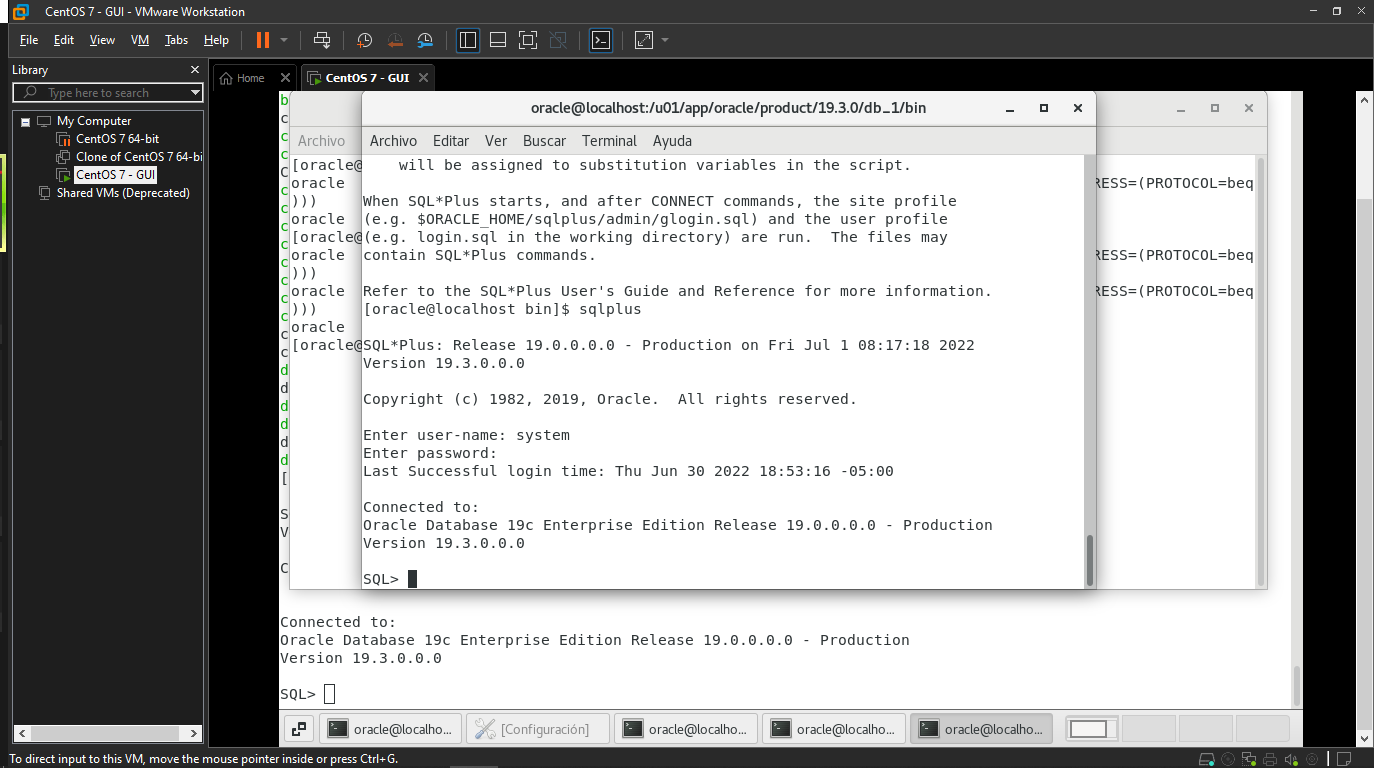 CentOS 7 - GUI - VMware Workstation
File Edit View VM Tabs Help
Library
Type here to search
My Computer
CentOS 7 64-bit
Clone of CentOS 7 64-bi
CentOS 7 - GUI
Shared VMs (Deprecated)
Home
CentOS 7 - GUI
oracle@localhost:/u01/app/oracle/product/19.3.0/db_1/bin
Archivo
Archivo Editar Ver Buscar Terminal Ayuda
[oracle@
oracle
)))
oracle
[oracle@
oracle
)))
oracle
)))
oracle
[oracle@
RESS=(PROTOCOL=beq
RESS=(PROTOCOL=beq
RESS=(PROTOCOL=beq
will be assigned to substitution variables in the script.
When SQL*Plus starts, and after CONNECT commands, the site profile
(e.g. $ORACLE_HOME/sqlplus/admin/glogin.sql) and the user profile
(e.g. login.sql in the working directory) are run.  The files may
contain SQL*Plus commands.
Refer to the SQL*Plus User's Guide and Reference for more information.
[oracle@localhost bin]$ sqlplus
SQL*Plus: Release 19.0.0.0.0 - Production on Fri Jul 1 08:17:18 2022
Version 19.3.0.0.0
Copyright (c) 1982, 2019, Oracle.  All rights reserved.
Enter user-name: system
Enter password:
Last Successful login time: Thu Jun 30 2022 18:53:16 -05:00
Connected to:
Oracle Database 19c Enterprise Edition Release 19.0.0.0.0 - Production
Version 19.3.0.0.0
SQL>
Connected to:
Oracle Database 19c Enterprise Edition Release 19.0.0.0.0 - Production
Version 19.3.0.0.0
SQL>
oracle@localho...
[Configuración]
oracle@localho...
oracle@localho...
oracle@localho...
To direct input to this VM, move the mouse pointer inside or press Ctrl+G.